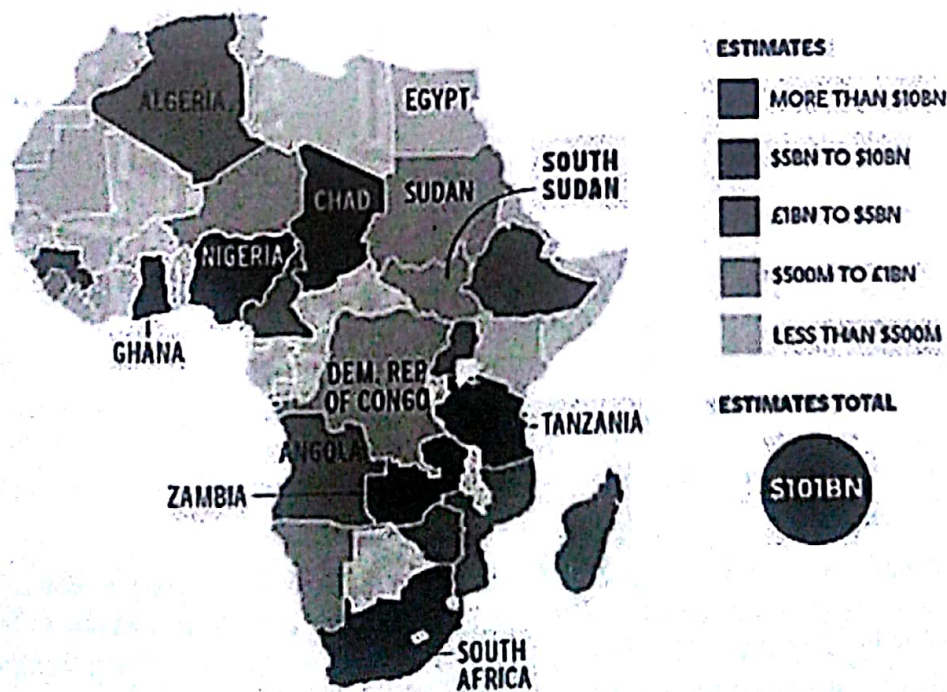 ESTIMATES
MORE THAN $10BN
$5BN TO $10BN
£1BN TO $5BN
$500M TO £1BN
LESS THAN $500M
ESTIMATES TOTAL
$101BN
ALGERIA
EGYPT
SOUTH
SUDAN
CHAD
SUDAN
NIGERIA
GHANA
DEM. REP
OF CONGO
TANZANIA
ANGOLA
ZAMBIA
SOUTH
AFRICA